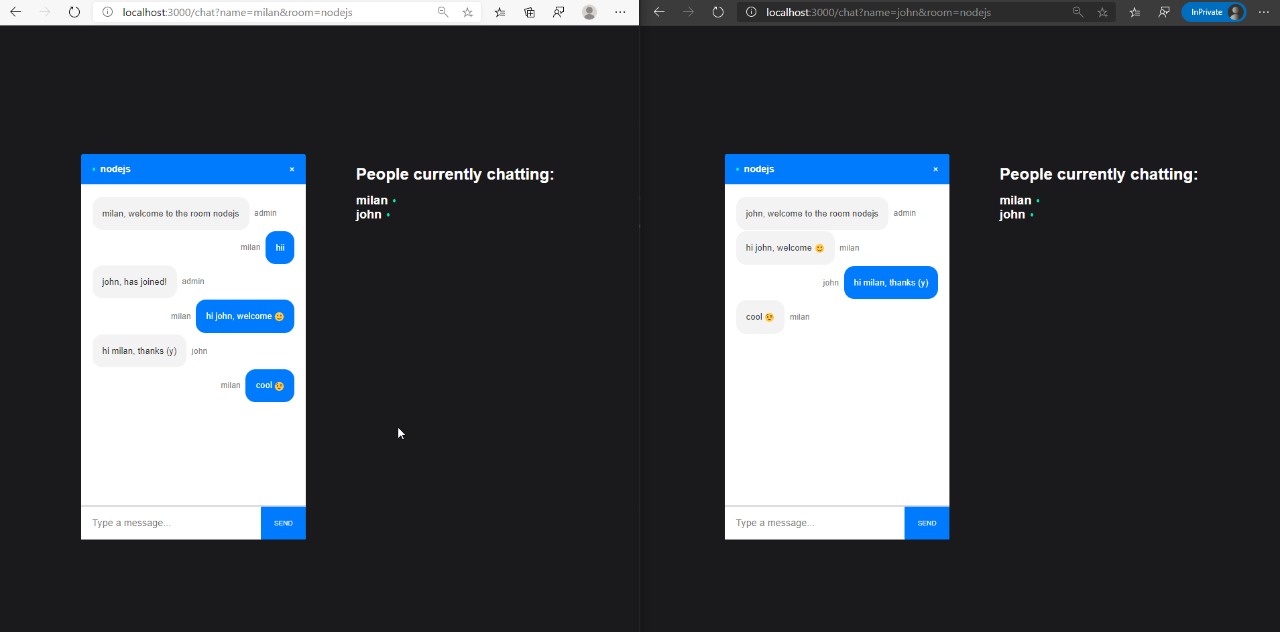 localhost:3000/chat?name=milan&room=nodejs
nodejs ×
milan, welcome to the room nodejs admin
milan hii
john, has joined! admin
milan hi john, welcome 😀
hi milan, thanks (y) john
milan cool 🤨
Type a message... SEND
People currently chatting:
milan
john
localhost:3000/chat?name=john&room=nodejs InPrivate
nodejs ×
john, welcome to the room nodejs admin
hi john, welcome 😀 milan
john hi milan, thanks (y)
cool 🤨 milan
Type a message... SEND
People currently chatting:
milan
john